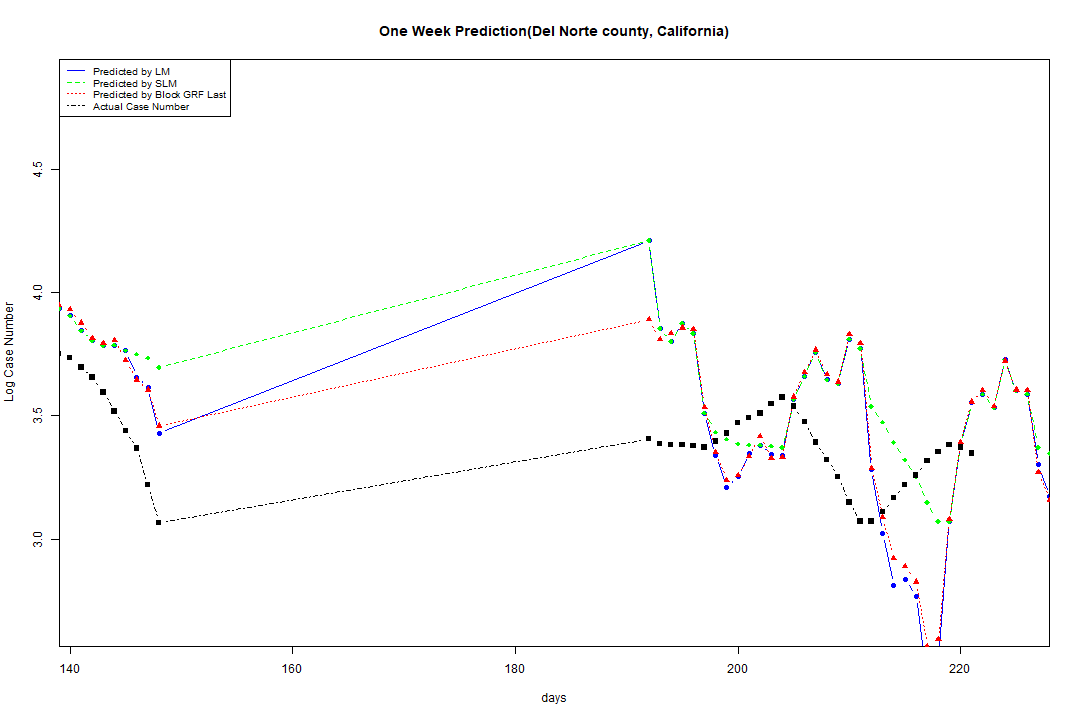 One Week Prediction(Del Norte county, California)
Predicted by LM
Predicted by SLM
Predicted by Block GRF Last
Actual Case Number
Log Case Number
4.5
4.0
3.5
3.0
140 160 180 200 220
days